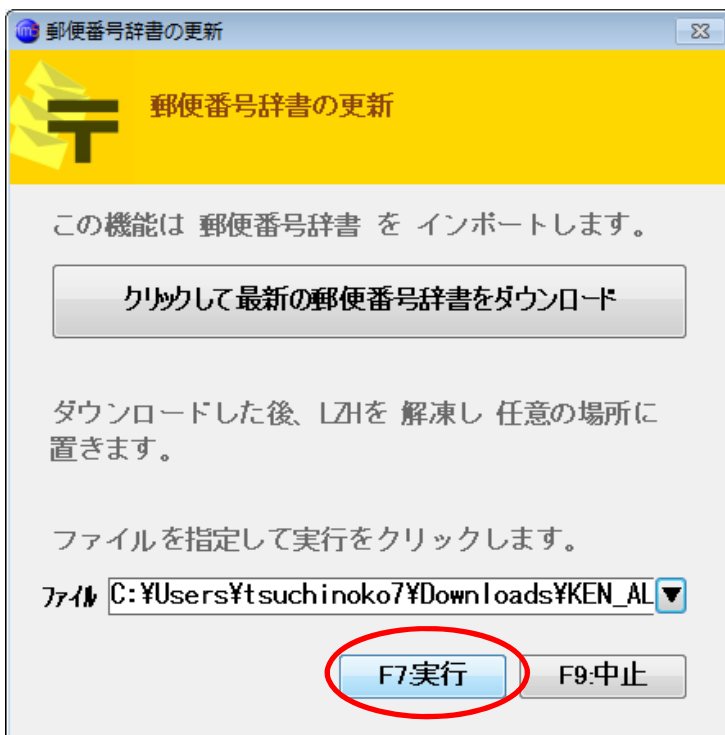 郵便番号辞書の更新
郵便番号辞書の更新
この機能は 郵便番号辞書 を インポートします。
クリックして最新の郵便番号辞書をダウンロード
ダウンロードした後、LZHを 解凍し 任意の場所に
置きます。
ファイルを指定して実行をクリックします。
ファイル C:¥Users¥tsuchinoko7¥Downloads¥KEN_AL
F7:実行 F9:中止